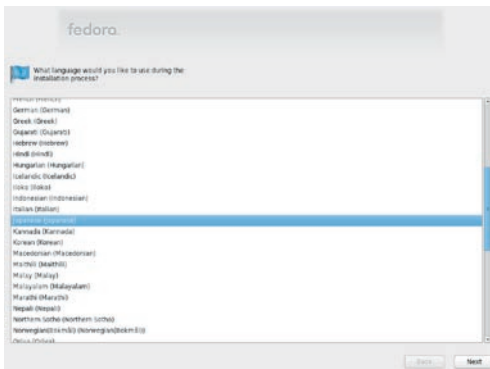 fedora
What language would you like to use during the
installation process?
German (German)
Greek (Greek)
Gujarati (Gujarati)
Hebrew (Hebrew)
Hindi (Hindi)
Hungarian (Hungarian)
Icelandic (Icelandic)
Iloko (Iloko)
Indonesian (Indonesian)
Italian (Italian)
Japanese (Japanese)
Kannada (Kannada)
Korean (Korean)
Macedonian (Macedonian)
Maithili (Maithili)
Malay (Malay)
Malayalam (Malayalam)
Marathi (Marathi)
Nepali (Nepali)
Northern Sotho (Northern Sotho)
Norwegian(Bokmål) (Norwegian(Bokmål))
Back
Next